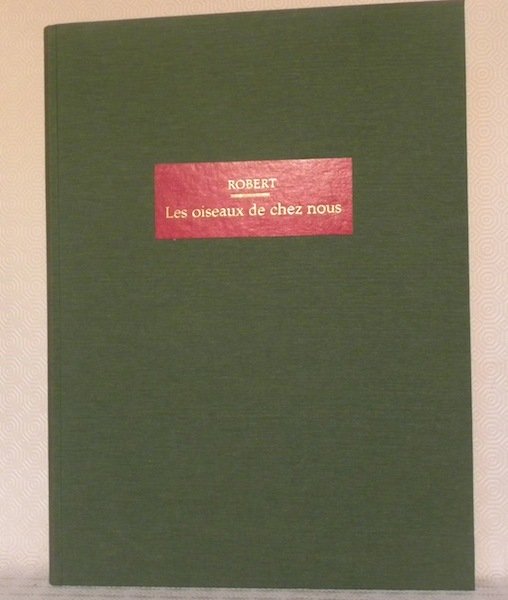 ROBERT
Les oiseaux de chez nous